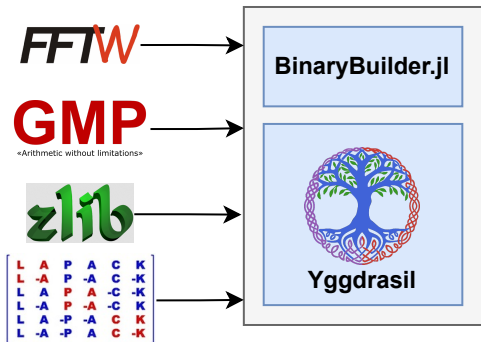 FFTW
BinaryBuilder.jl
GMP
«Arithmetic without limitations»
zlib
Yggdrasil
L A P A C K
L -A P -A C -K
L A P A -C -K
L -A P -A -C K
L A -P -A C K
L -A -P A C -K